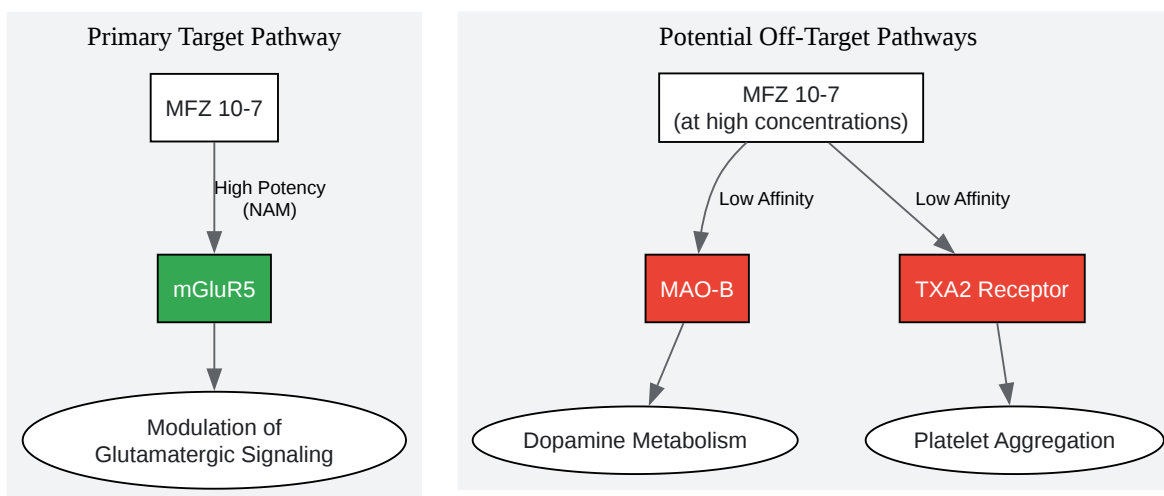 Primary Target Pathway
MFZ 10-7
High Potency
(NAM)
mGluR5
Modulation of
Glutamatergic Signaling
Potential Off-Target Pathways
MFZ 10-7
(at high concentrations)
Low Affinity
Low Affinity
MAO-B
TXA2 Receptor
Dopamine Metabolism
Platelet Aggregation